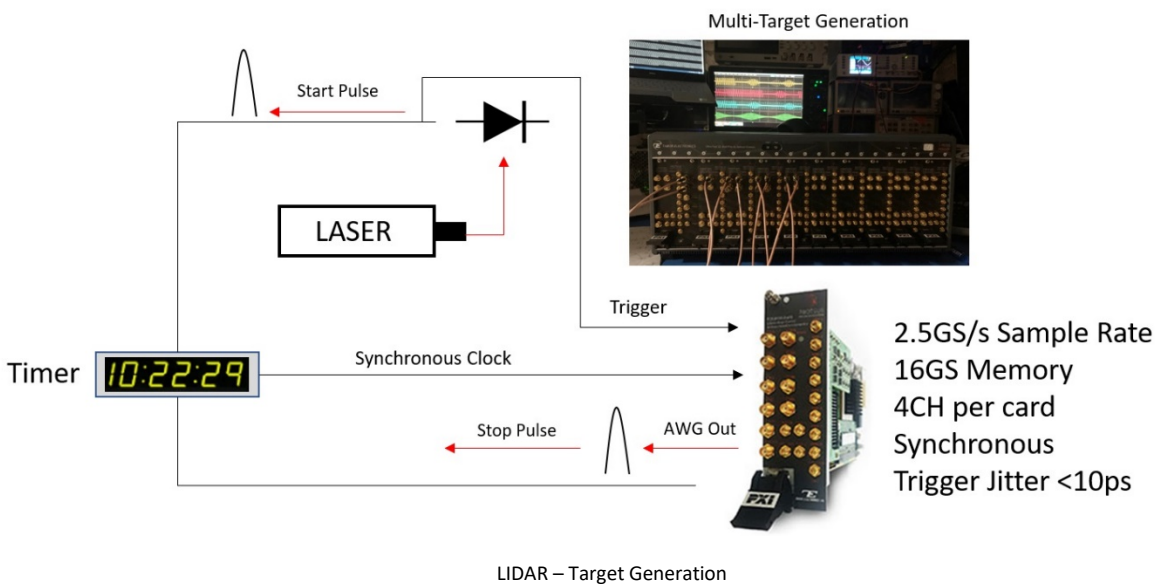 Multi-Target Generation
Start Pulse
LASER
Trigger
Timer
10:22:29
Synchronous Clock
Stop Pulse
AWG Out
2.5GS/s Sample Rate
16GS Memory
4CH per card
Synchronous
Trigger Jitter <10ps
PXI
LIDAR – Target Generation